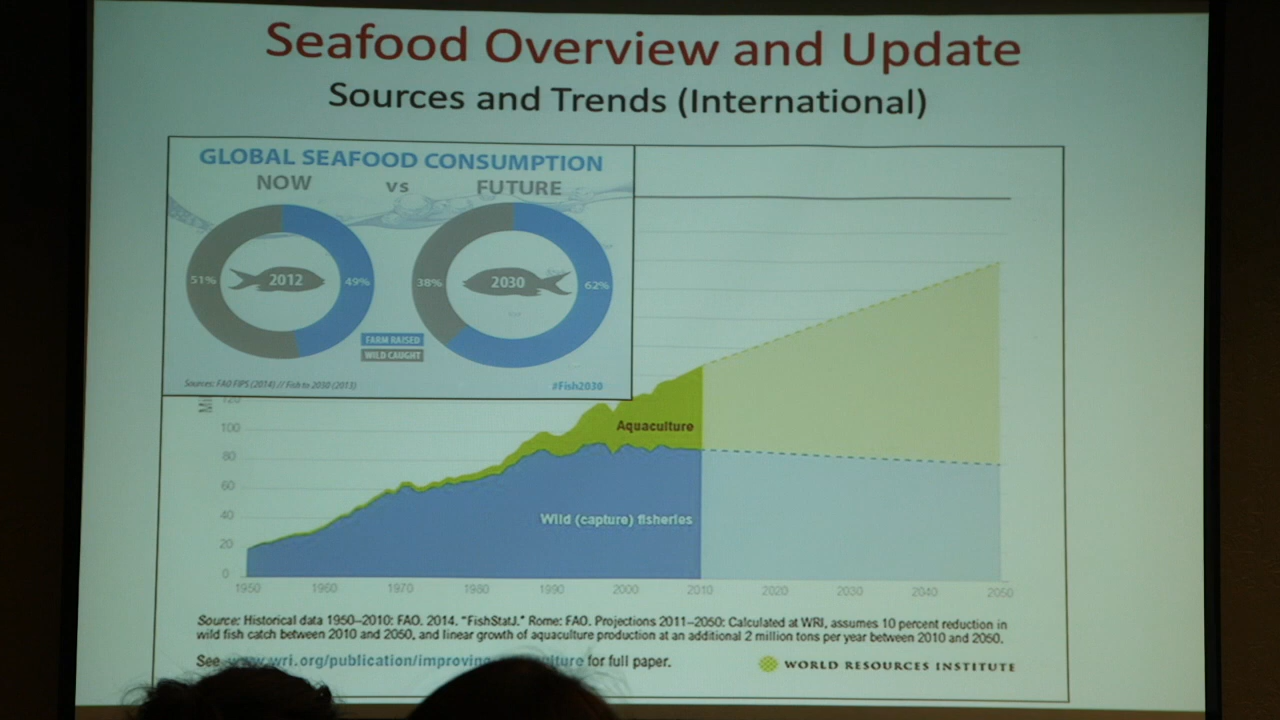 Seafood Overview and Update
Sources and Trends (International)
GLOBAL SEAFOOD CONSUMPTION
NOW vs FUTURE
51% 2012 49% 38% 2030 62%
FARM RAISED
WILD CAUGHT
Sources: FAO FIPS (2014) // Fish to 2030 (2013) #Fish2030
120
100
80
60
40
20
0
Aquaculture
Wild (capture) fisheries
1950 1960 1970 1980 1990 2000 2010 2020 2030 2040 2050
Source: Historical data 1950–2010: FAO. 2014. "FishStatJ." Rome: FAO. Projections 2011–2050: Calculated at WRI, assumes 10 percent reduction in
wild fish catch between 2010 and 2050, and linear growth of aquaculture production at an additional 2 million tons per year between 2010 and 2050.
See for full paper.
WORLD RESOURCES INSTITUTE